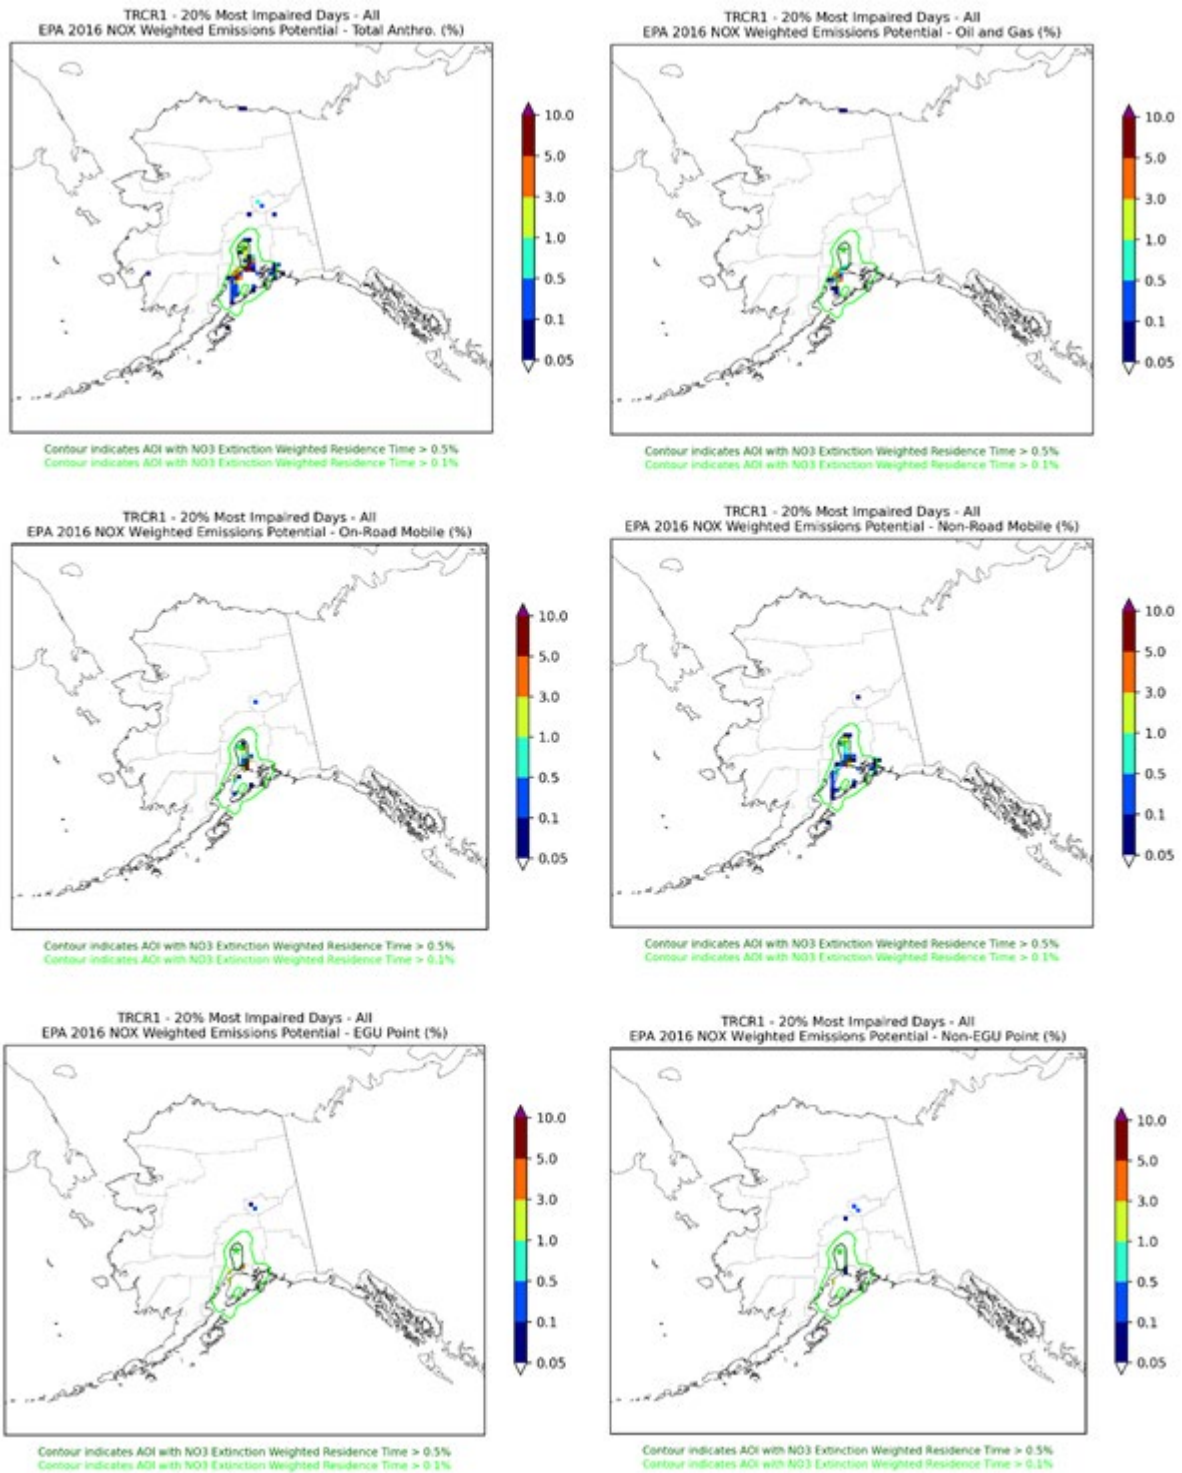 TRCR1 - 20% Most Impaired Days - All
EPA 2016 NOX Weighted Emissions Potential - Total Anthro. (%)
10.0
5.0
3.0
1.0
0.5
0.1
0.05
Contour indicates AOI with NO3 Extinction Weighted Residence Time > 0.5%
Contour indicates AOI with NO3 Extinction Weighted Residence Time > 0.1%
TRCR1 - 20% Most Impaired Days - All
EPA 2016 NOX Weighted Emissions Potential - Oil and Gas (%)
10.0
5.0
3.0
1.0
0.5
0.1
0.05
Contour indicates AOI with NO3 Extinction Weighted Residence Time > 0.5%
Contour indicates AOI with NO3 Extinction Weighted Residence Time > 0.1%
TRCR1 - 20% Most Impaired Days - All
EPA 2016 NOX Weighted Emissions Potential - On-Road Mobile (%)
10.0
5.0
3.0
1.0
0.5
0.1
0.05
Contour indicates AOI with NO3 Extinction Weighted Residence Time > 0.5%
Contour indicates AOI with NO3 Extinction Weighted Residence Time > 0.1%
TRCR1 - 20% Most Impaired Days - All
EPA 2016 NOX Weighted Emissions Potential - Non-Road Mobile (%)
10.0
5.0
3.0
1.0
0.5
0.1
0.05
Contour indicates AOI with NO3 Extinction Weighted Residence Time > 0.5%
Contour indicates AOI with NO3 Extinction Weighted Residence Time > 0.1%
TRCR1 - 20% Most Impaired Days - All
EPA 2016 NOX Weighted Emissions Potential - EGU Point (%)
10.0
5.0
3.0
1.0
0.5
0.1
0.05
Contour indicates AOI with NO3 Extinction Weighted Residence Time > 0.5%
Contour indicates AOI with NO3 Extinction Weighted Residence Time > 0.1%
TRCR1 - 20% Most Impaired Days - All
EPA 2016 NOX Weighted Emissions Potential - Non-EGU Point (%)
10.0
5.0
3.0
1.0
0.5
0.1
0.05
Contour indicates AOI with NO3 Extinction Weighted Residence Time > 0.5%
Contour indicates AOI with NO3 Extinction Weighted Residence Time > 0.1%